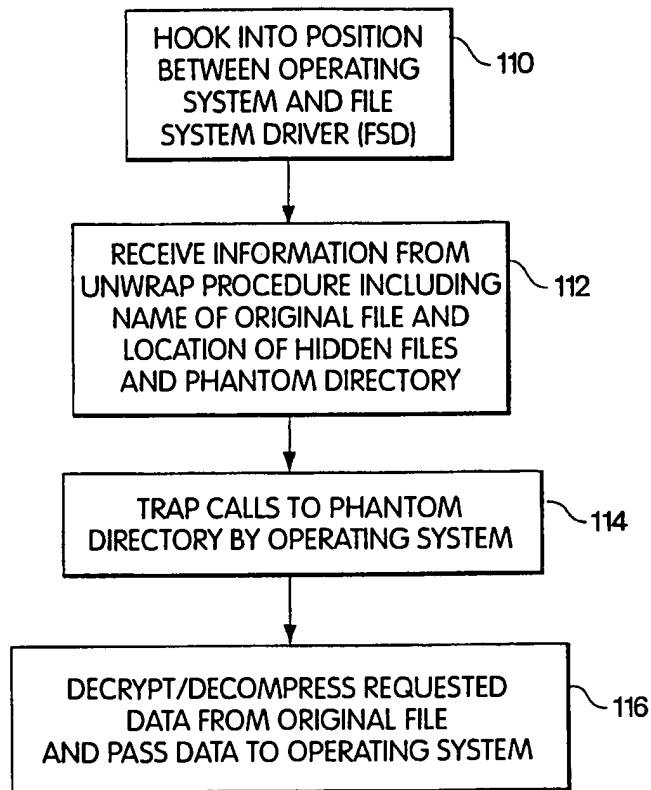 HOOK INTO POSITION
BETWEEN OPERATING
SYSTEM AND FILE
SYSTEM DRIVER (FSD)
110
RECEIVE INFORMATION FROM
UNWRAP PROCEDURE INCLUDING
NAME OF ORIGINAL FILE AND
LOCATION OF HIDDEN FILES
AND PHANTOM DIRECTORY
112
TRAP CALLS TO PHANTOM
DIRECTORY BY OPERATING SYSTEM
114
DECRYPT/DECOMPRESS REQUESTED
DATA FROM ORIGINAL FILE
AND PASS DATA TO OPERATING SYSTEM
116